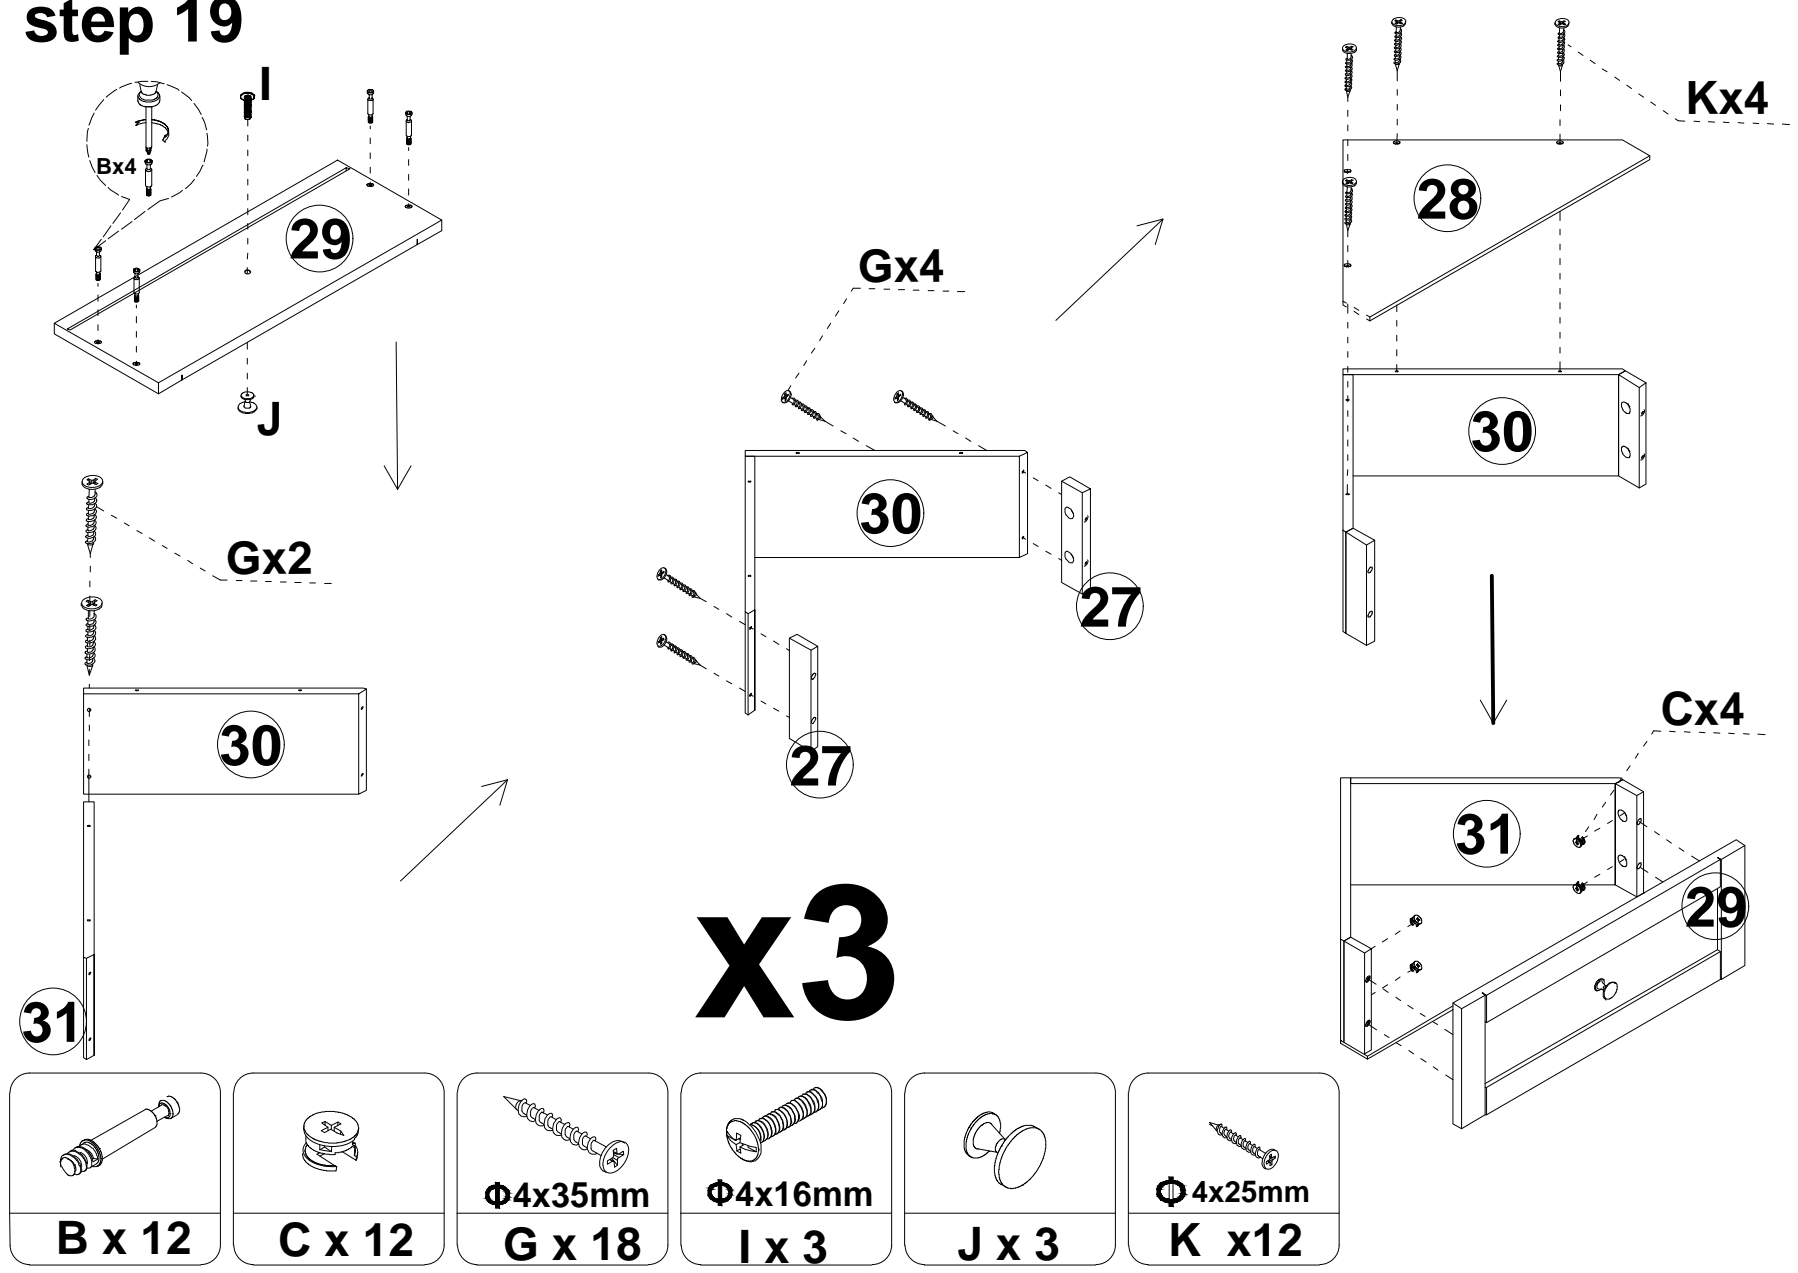 step 19
I
Bx4
29
J
Gx2
30
31
Gx4
30
27
27
Kx4
28
30
Cx4
31
29
x3
Φ4x35mm
Φ4x16mm
Φ 4x25mm
B x 12
C x 12
G x 18
I x 3
J x 3
K x12